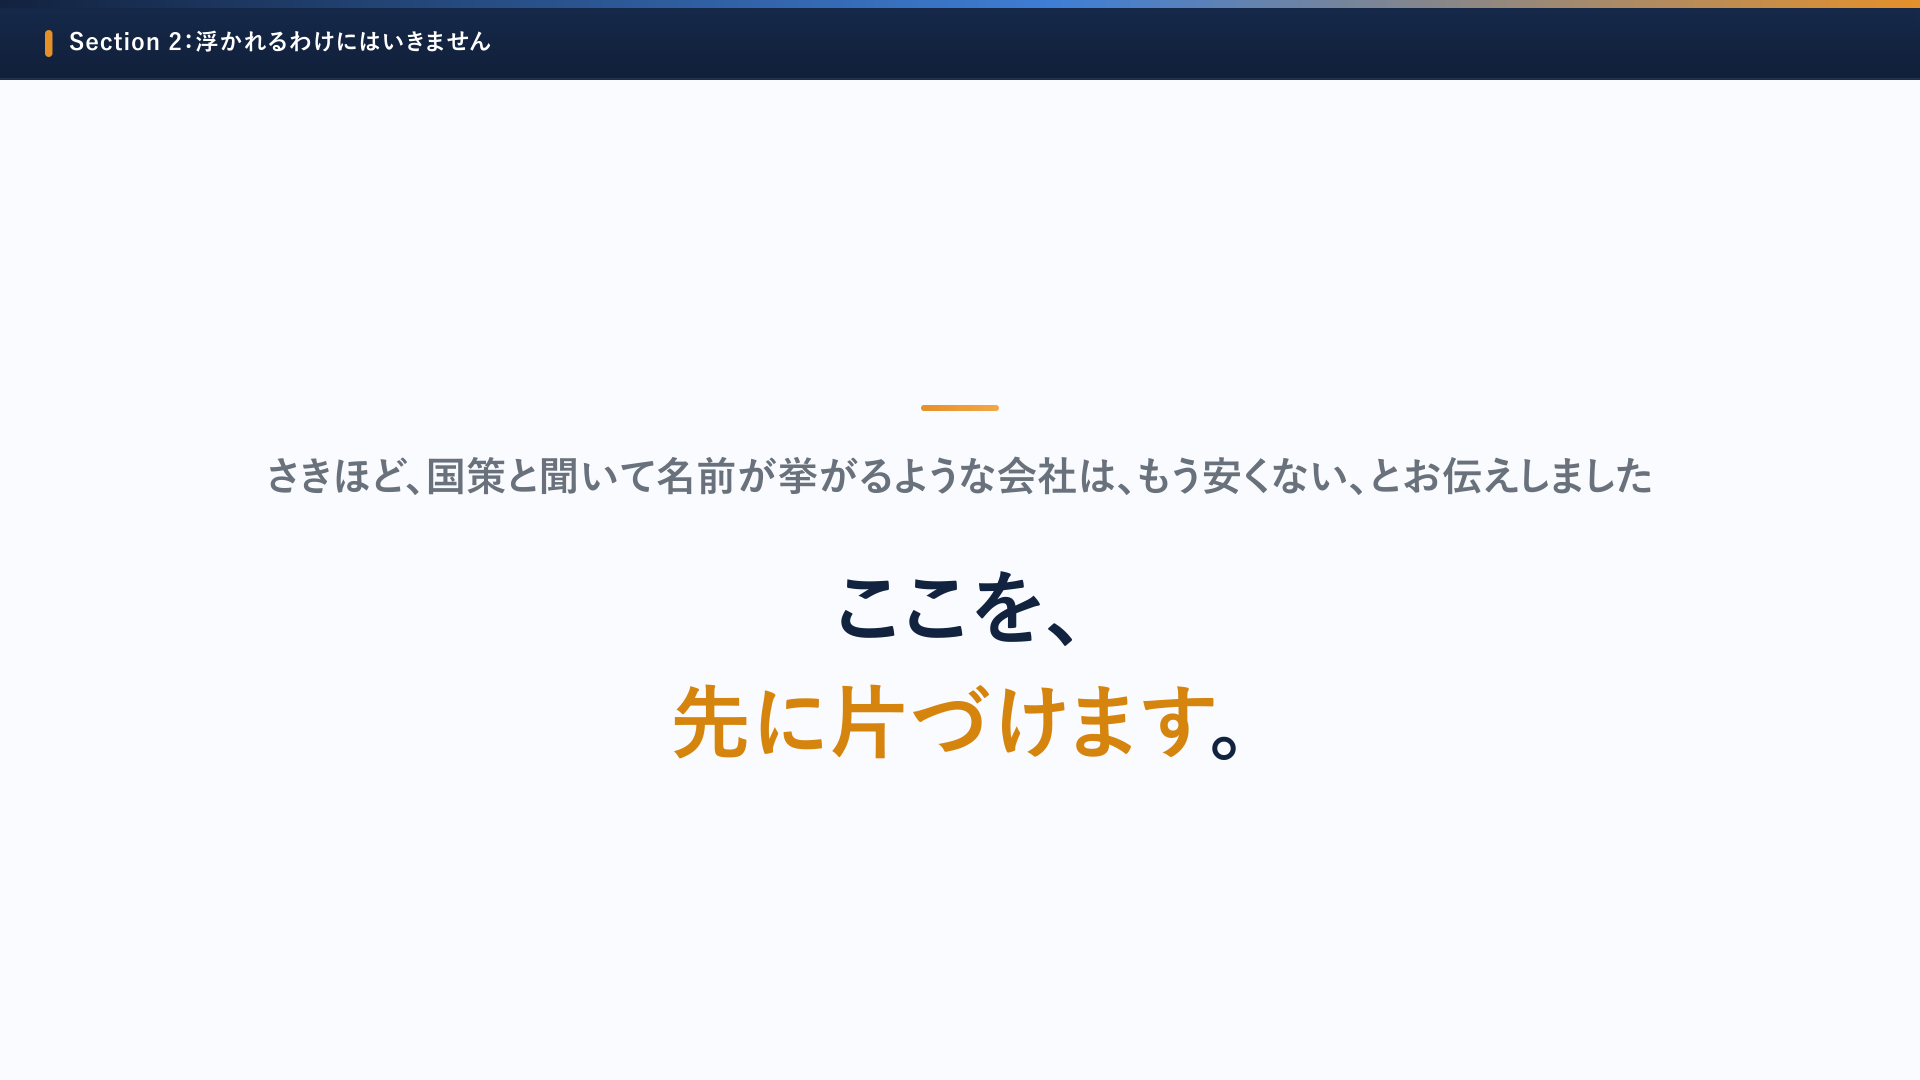 Section 2：浮かれるわけにはいきません
さきほど、国策と聞いて名前が挙がるような会社は、もう安くない、とお伝えしました
ここを、
先に片づけます。